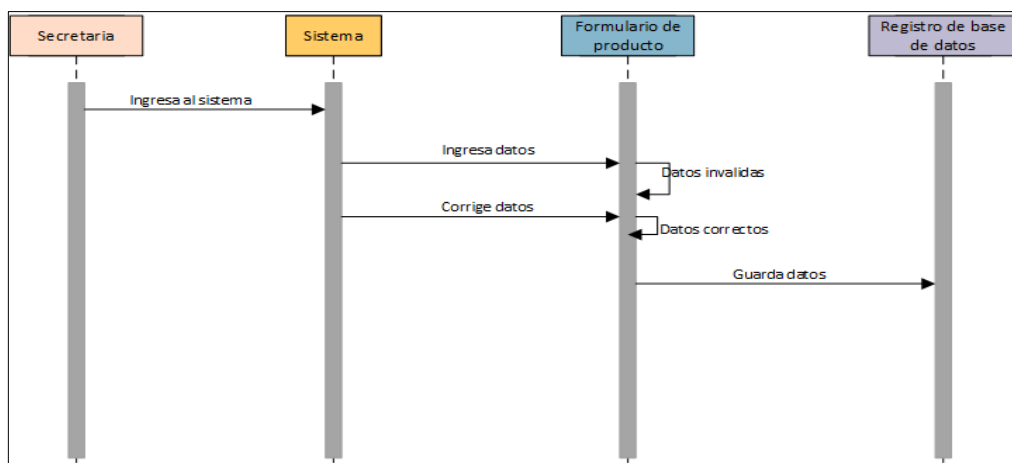 Secretaria
Sistema
Formulario de
producto
Registro de base
de datos
Ingresa al sistema
Ingresa datos
Datos invalidas
Corrige datos
Datos correctos
Guarda datos